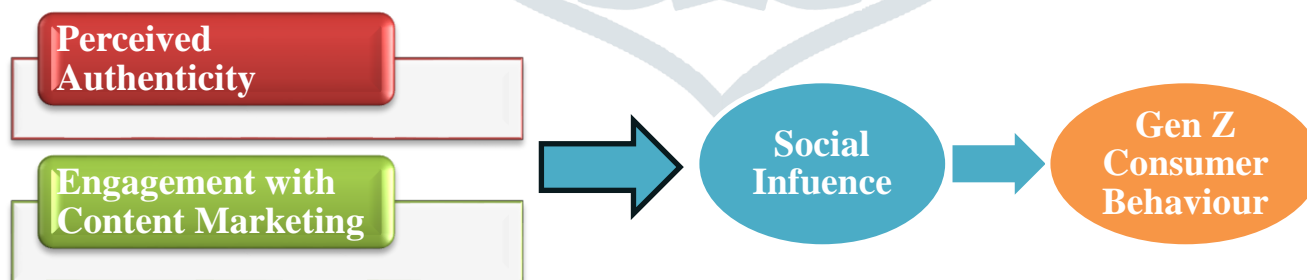 Perceived
Authenticity
Engagement with
Content Marketing
Social
Infuence
Gen Z
Consumer
Behaviour